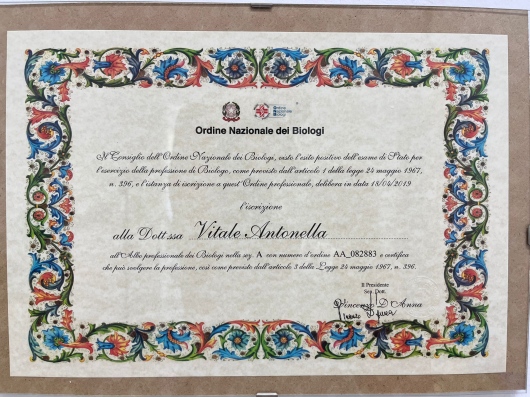 Ordine Nazionale dei Biologi
Il Consiglio dell'Ordine Nazionale dei Biologi, visto l'esito positivo dell'esame di Stato per
l'esercizio della professione di Biologo, come previsto dall'articolo 1 della legge 24 maggio 1967,
n. 396, e l'istanza di iscrizione a quest'Ordine professionale, delibera in data 18/04/2019
l'iscrizione
alla Dott.ssa Vitale Antonella
all'Albo professionale dei Biologi nella sez. A con numero d'ordine AA_082883 e certifica
che può svolgere la professione, così come previsto dall'articolo 3 della Legge 24 maggio 1967, n. 396.
Il Presidente
Sen. Dott.
Vincenzo D'Anna